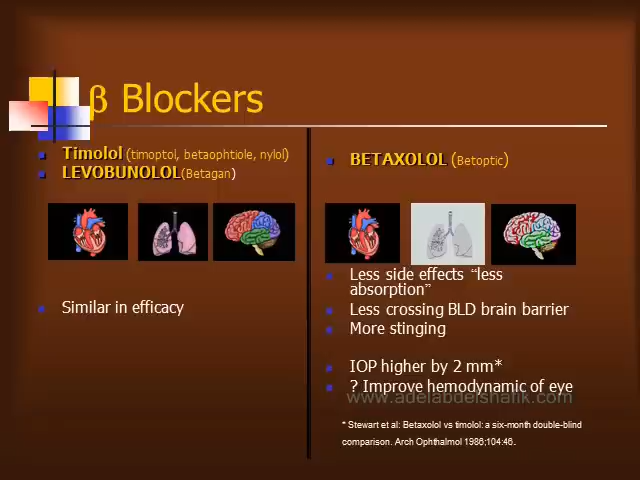 β Blockers
Timolol (timoptol, betaophtiole, nylol)
LEVOBUNOLOL(Betagan)
Similar in efficacy
BETAXOLOL (Betoptic)
Less side effects “less
absorption”
Less crossing BLD brain barrier
More stinging
IOP higher by 2 mm*
? Improve hemodynamic of eye
www.adelabdelshafik.com
* Stewart et al: Betaxolol vs timolol: a six-month double-blind
comparison. Arch Ophthalmol 1986;104:46.